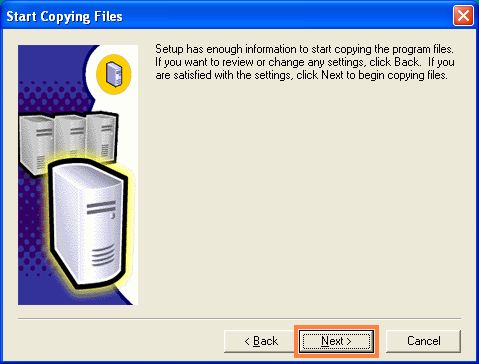 Start Copying Files
Setup has enough information to start copying the program files.
If you want to review or change any settings, click Back.  If you
are satisfied with the settings, click Next to begin copying files.
< Back
Next >
Cancel